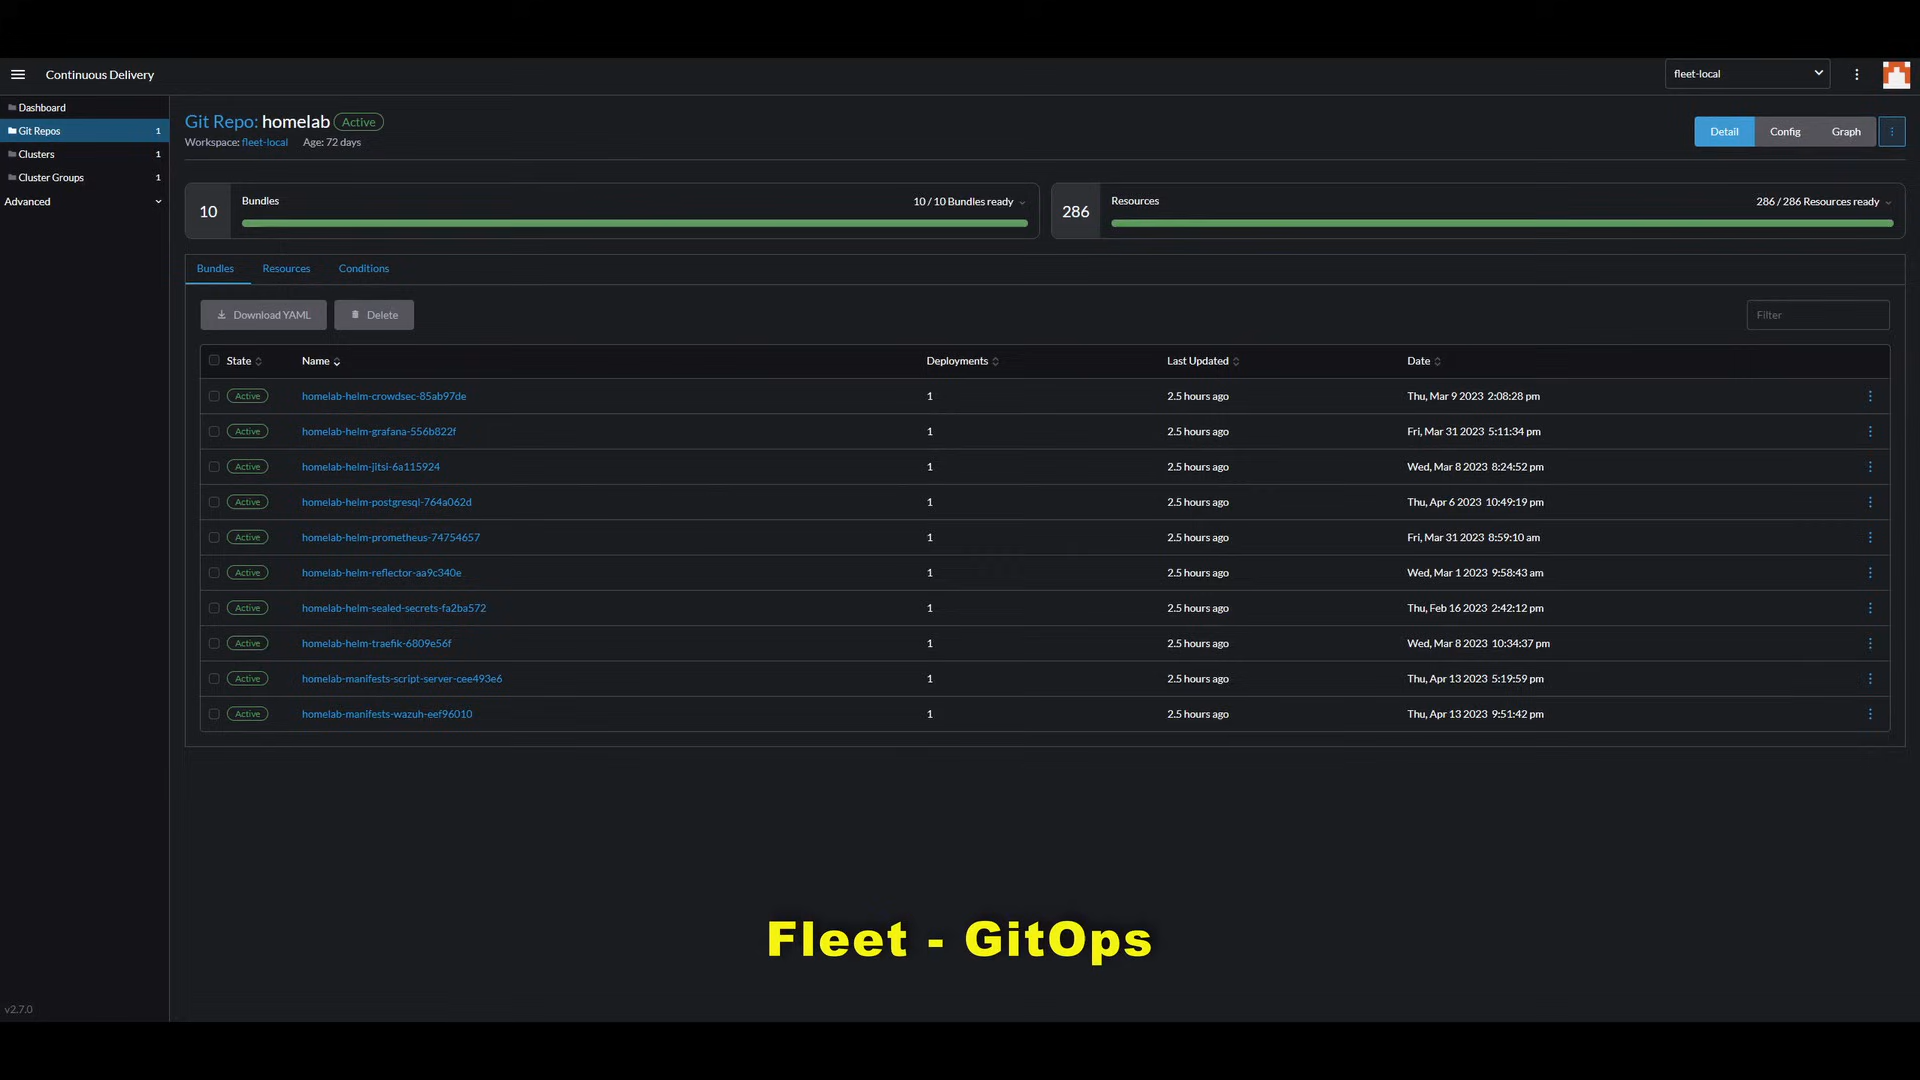 Continuous Delivery
fleet-local
Dashboard
Git Repos 1
Clusters 1
Cluster Groups 1
Advanced
Git Repo: homelab Active
Workspace: fleet-local Age: 72 days
Detail Config Graph
10 Bundles 10 / 10 Bundles ready
286 Resources 286 / 286 Resources ready
Bundles Resources Conditions
Download YAML Delete Filter
State Name Deployments Last Updated Date
Active homelab-helm-crowdsec-85ab97de 1 2.5 hours ago Thu, Mar 9 2023 2:08:28 pm
Active homelab-helm-grafana-556b822f 1 2.5 hours ago Fri, Mar 31 2023 5:11:34 pm
Active homelab-helm-jitsi-6a115924 1 2.5 hours ago Wed, Mar 8 2023 8:24:52 pm
Active homelab-helm-postgresql-764a062d 1 2.5 hours ago Thu, Apr 6 2023 10:49:19 pm
Active homelab-helm-prometheus-74754657 1 2.5 hours ago Fri, Mar 31 2023 8:59:10 am
Active homelab-helm-reflector-aa9c340e 1 2.5 hours ago Wed, Mar 1 2023 9:58:43 am
Active homelab-helm-sealed-secrets-fa2ba572 1 2.5 hours ago Thu, Feb 16 2023 2:42:12 pm
Active homelab-helm-traefik-6809e56f 1 2.5 hours ago Wed, Mar 8 2023 10:34:37 pm
Active homelab-manifests-script-server-cee493e6 1 2.5 hours ago Thu, Apr 13 2023 5:19:59 pm
Active homelab-manifests-wazuh-eef96010 1 2.5 hours ago Thu, Apr 13 2023 9:51:42 pm
Fleet - GitOps
v2.7.0